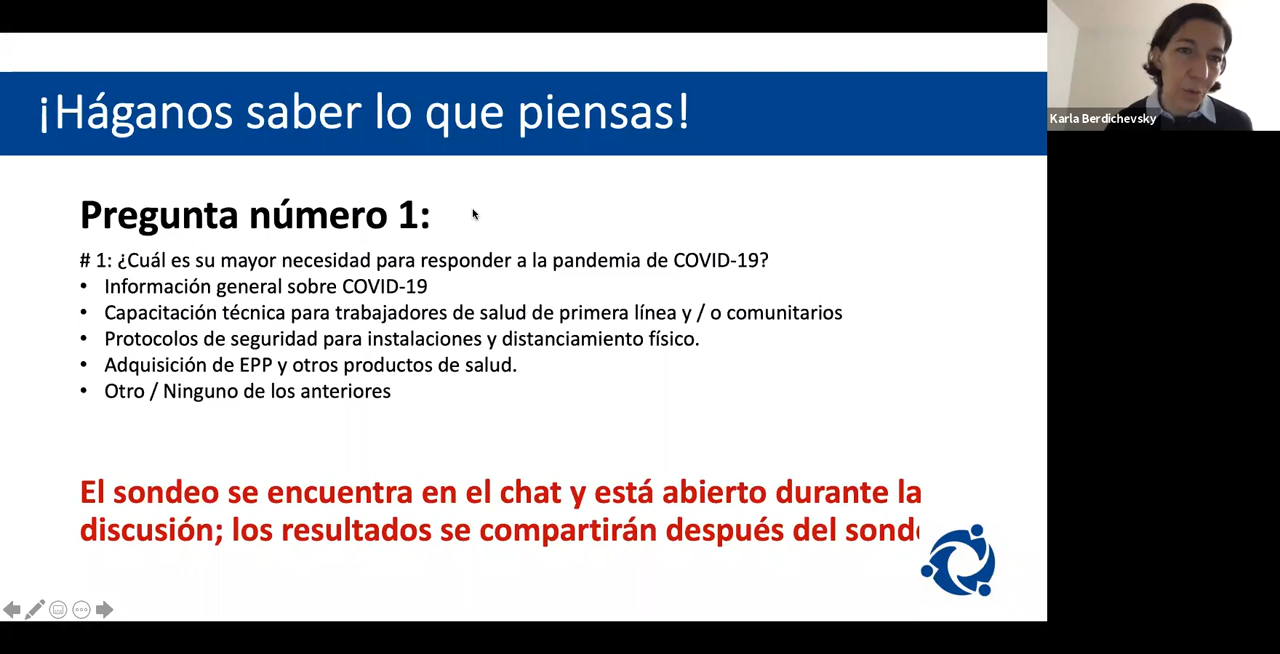 ¡Háganos saber lo que piensas!
Karla Berdichevsky
Pregunta número 1:
# 1: ¿Cuál es su mayor necesidad para responder a la pandemia de COVID-19?
• Información general sobre COVID-19
• Capacitación técnica para trabajadores de salud de primera línea y / o comunitarios
• Protocolos de seguridad para instalaciones y distanciamiento físico.
• Adquisición de EPP y otros productos de salud.
• Otro / Ninguno de los anteriores
El sondeo se encuentra en el chat y está abierto durante la
discusión; los resultados se compartirán después del